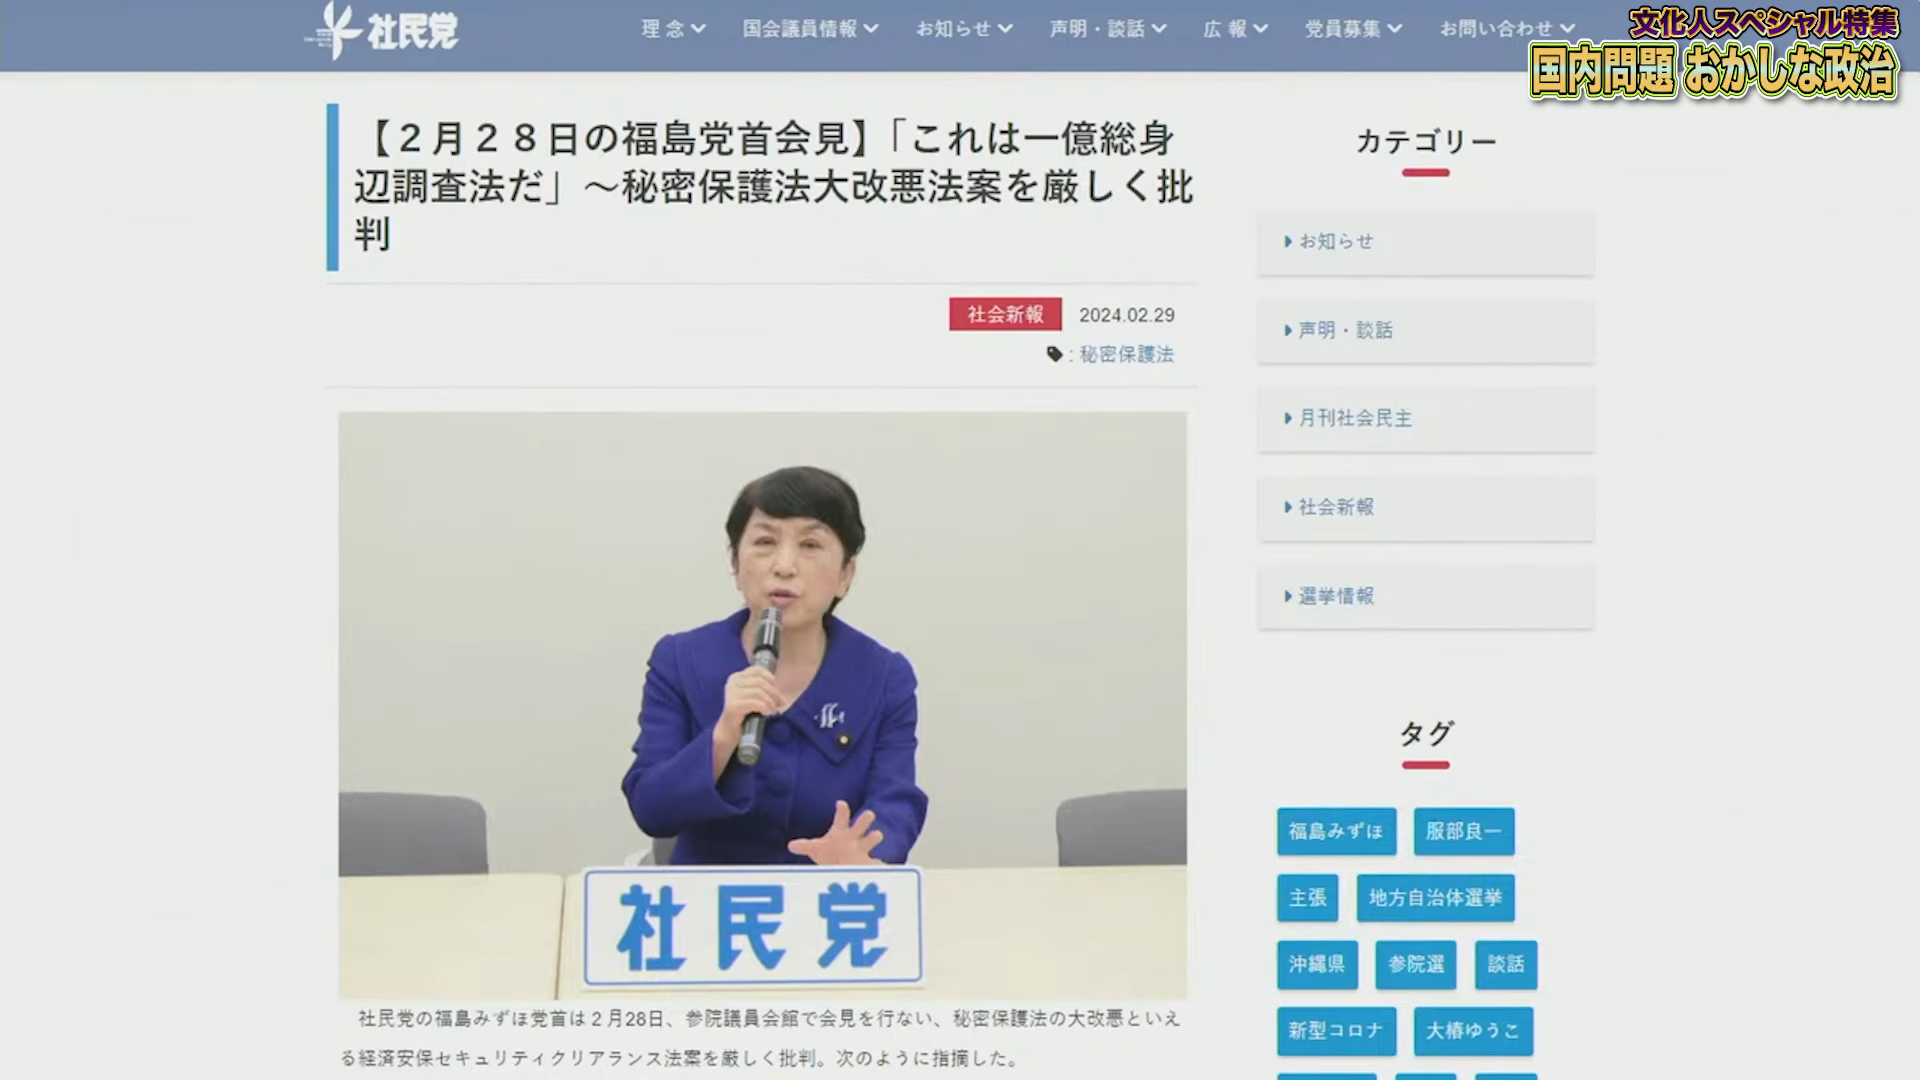 社民党
理 念
国会議員情報
お知らせ
声明・談話
広 報
党員募集
お問い合わせ
文化人スペシャル特集
国内問題 おかしな政治
【２月２８日の福島党首会見】「これは一億総身
辺調査法だ」～秘密保護法大改悪法案を厳しく批
判
社会新報 2024.02.29
: 秘密保護法
社民党
社民党の福島みずほ党首は２月28日、参院議員会館で会見を行ない、秘密保護法の大改悪といえ
る経済安保セキュリティクリアランス法案を厳しく批判。次のように指摘した。
カテゴリー
お知らせ
声明・談話
月刊社会民主
社会新報
選挙情報
タグ
福島みずほ
服部良一
主張
地方自治体選挙
沖縄県
参院選
談話
新型コロナ
大椿ゆうこ